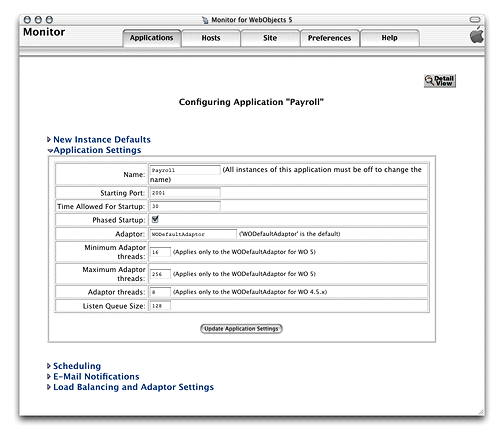 Monitor for WebObjects 5
Monitor
Applications
Hosts
Site
Preferences
Help
Detail
View
Configuring Application "Payroll"
New Instance Defaults
Application Settings
Name: Payroll (All instances of this application must be off to change the
name)
Starting Port: 2001
Time Allowed For Startup: 30
Phased Startup:
Adaptor: WODefaultAdaptor ('WODefaultAdaptor' is the default)
Minimum Adaptor
threads: 16 (Applies only to the WODefaultAdaptor for WO 5)
Maximum Adaptor
threads: 256 (Applies only to the WODefaultAdaptor for WO 5)
Adaptor threads: 8 (Applies only to the WODefaultAdaptor for WO 4.5.x)
Listen Queue Size: 128
Update Application Settings
Scheduling
E-Mail Notifications
Load Balancing and Adaptor Settings